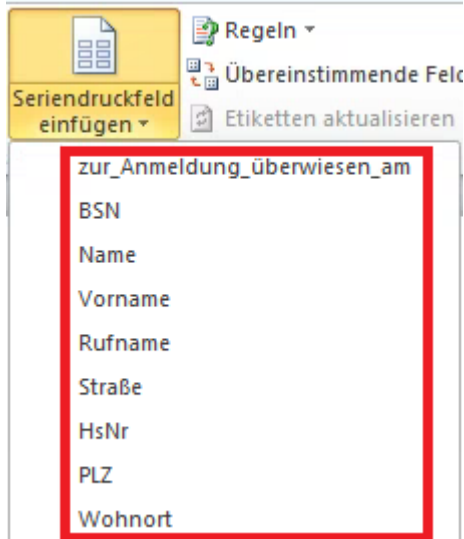 Seriendruckfeld
einfügen
Regeln
Übereinstimmende Feld
Etiketten aktualisieren
zur_Anmeldung_überwiesen_am
BSN
Name
Vorname
Rufname
Straße
HsNr
PLZ
Wohnort